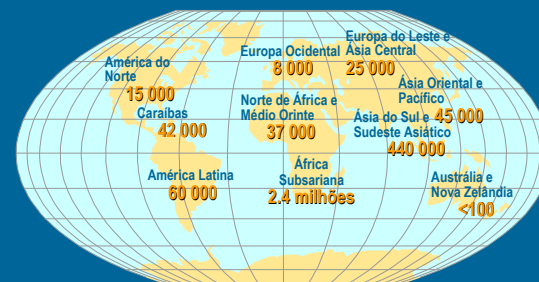 América do
Norte
15 000
Caraíbas
42 000
América Latina
60 000
Europa Ocidental
8 000
Norte de África e
Médio Orinte
37 000
África
Subsariana
2.4 milhões
Europa do Leste e
Ásia Central
25 000
Ásia Oriental e
Pacífico
45 000
Ásia do Sul e
Sudeste Asiático
440 000
Austrália e
Nova Zelândia
<100